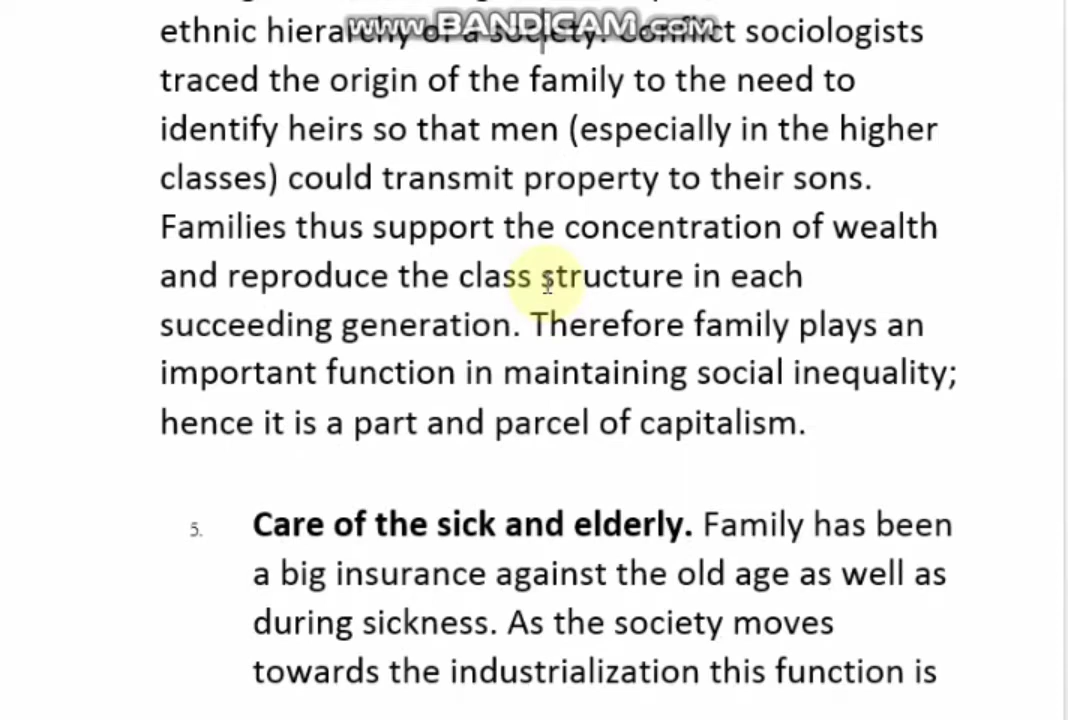 www.BANDICAM.com
ethnic hierarchy of a society. Conflict sociologists
traced the origin of the family to the need to
identify heirs so that men (especially in the higher
classes) could transmit property to their sons.
Families thus support the concentration of wealth
and reproduce the class structure in each
succeeding generation. Therefore family plays an
important function in maintaining social inequality;
hence it is a part and parcel of capitalism.
5. Care of the sick and elderly. Family has been
a big insurance against the old age as well as
during sickness. As the society moves
towards the industrialization this function is